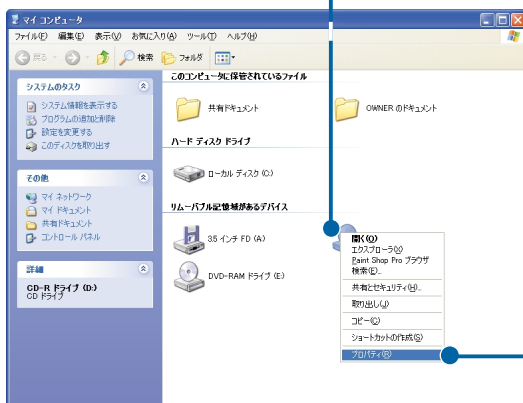 マイ コンピュータ
ファイル(F) 編集(E) 表示(V) お気に入り(A) ツール(T) ヘルプ(H)
戻る 検索 フォルダ
システムのタスク
システム情報を表示する
プログラムの追加と削除
設定を変更する
このディスクを取り出す
その他
マイ ネットワーク
マイ ドキュメント
共有ドキュメント
コントロール パネル
詳細
CD-R ドライブ (D:)
CD ドライブ
このコンピュータに保管されているファイル
共有ドキュメント
OWNER のドキュメント
ハード ディスク ドライブ
ローカル ディスク (C:)
リムーバブル記憶域があるデバイス
3.5 インチ FD (A:)
DVD-RAM ドライブ (E:)
開く(O)
エクスプローラ(X)
Paint Shop Pro ブラウザ
検索(E)...
共有とセキュリティ(H)...
取り出し(J)
コピー(C)
ショートカットの作成(S)
プロパティ(R)